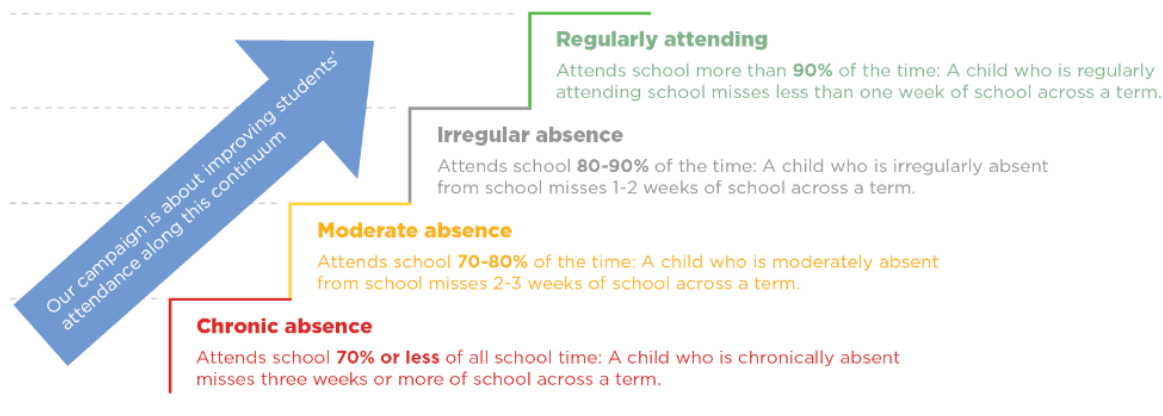 Our campaign is about improving students'
attendance along this continuum
Regularly attending
Attends school more than 90% of the time: A child who is regularly
attending school misses less than one week of school across a term.
Irregular absence
Attends school 80-90% of the time: A child who is irregularly absent
from school misses 1-2 weeks of school across a term.
Moderate absence
Attends school 70-80% of the time: A child who is moderately absent
from school misses 2-3 weeks of school across a term.
Chronic absence
Attends school 70% or less of all school time: A child who is chronically absent
misses three weeks or more of school across a term.